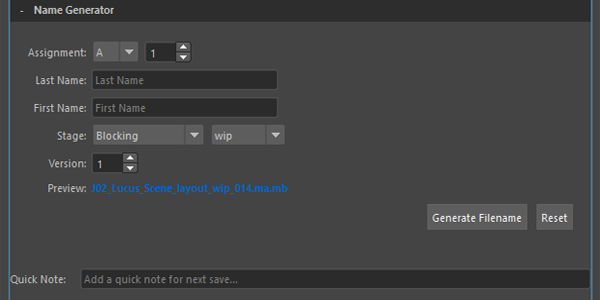 - Name Generator
Assignment: A 1
Last Name: Last Name
First Name: First Name
Stage: Blocking wip
Version: 1
Preview: J02_Lucus_Scene_layout_wip_014.ma.mb
Generate Filename Reset
Quick Note: Add a quick note for next save...